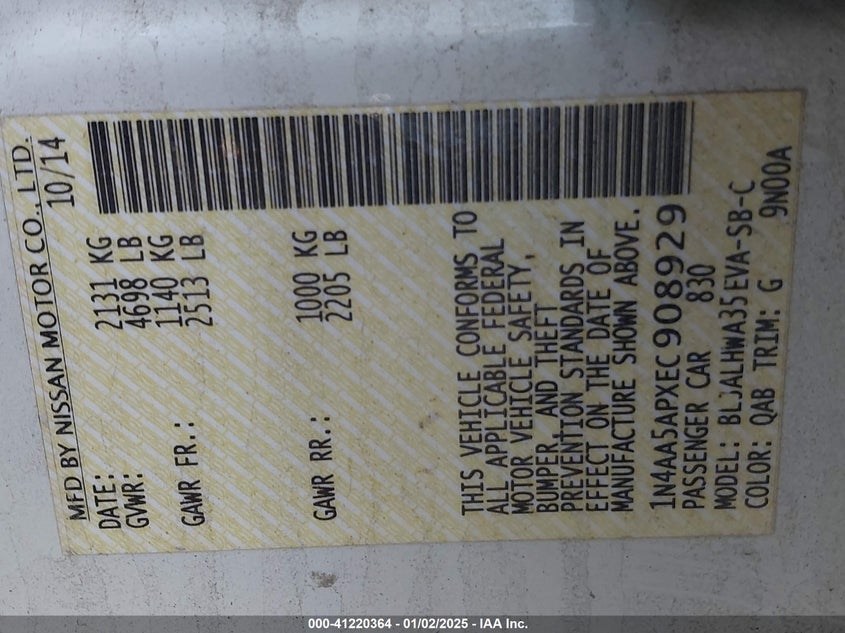 MFD BY NISSAN MOTOR CO., LTD.
DATE: 10/14
GVWR: 2131 KG
4698 LB
GAWR FR.: 1140 KG
2513 LB
GAWR RR.: 1000 KG
2205 LB
THIS VEHICLE CONFORMS TO
ALL APPLICABLE FEDERAL
MOTOR VEHICLE SAFETY,
BUMPER, AND THEFT
PREVENTION STANDARDS IN
EFFECT ON THE DATE OF
MANUFACTURE SHOWN ABOVE.
1N4AA5APXEC908929
PASSENGER CAR 830
MODEL: BLJALHWA35EVA-SB-C
COLOR: QAB TRIM: G 9N00A
000-41220364 - 01/02/2025 - IAA Inc.